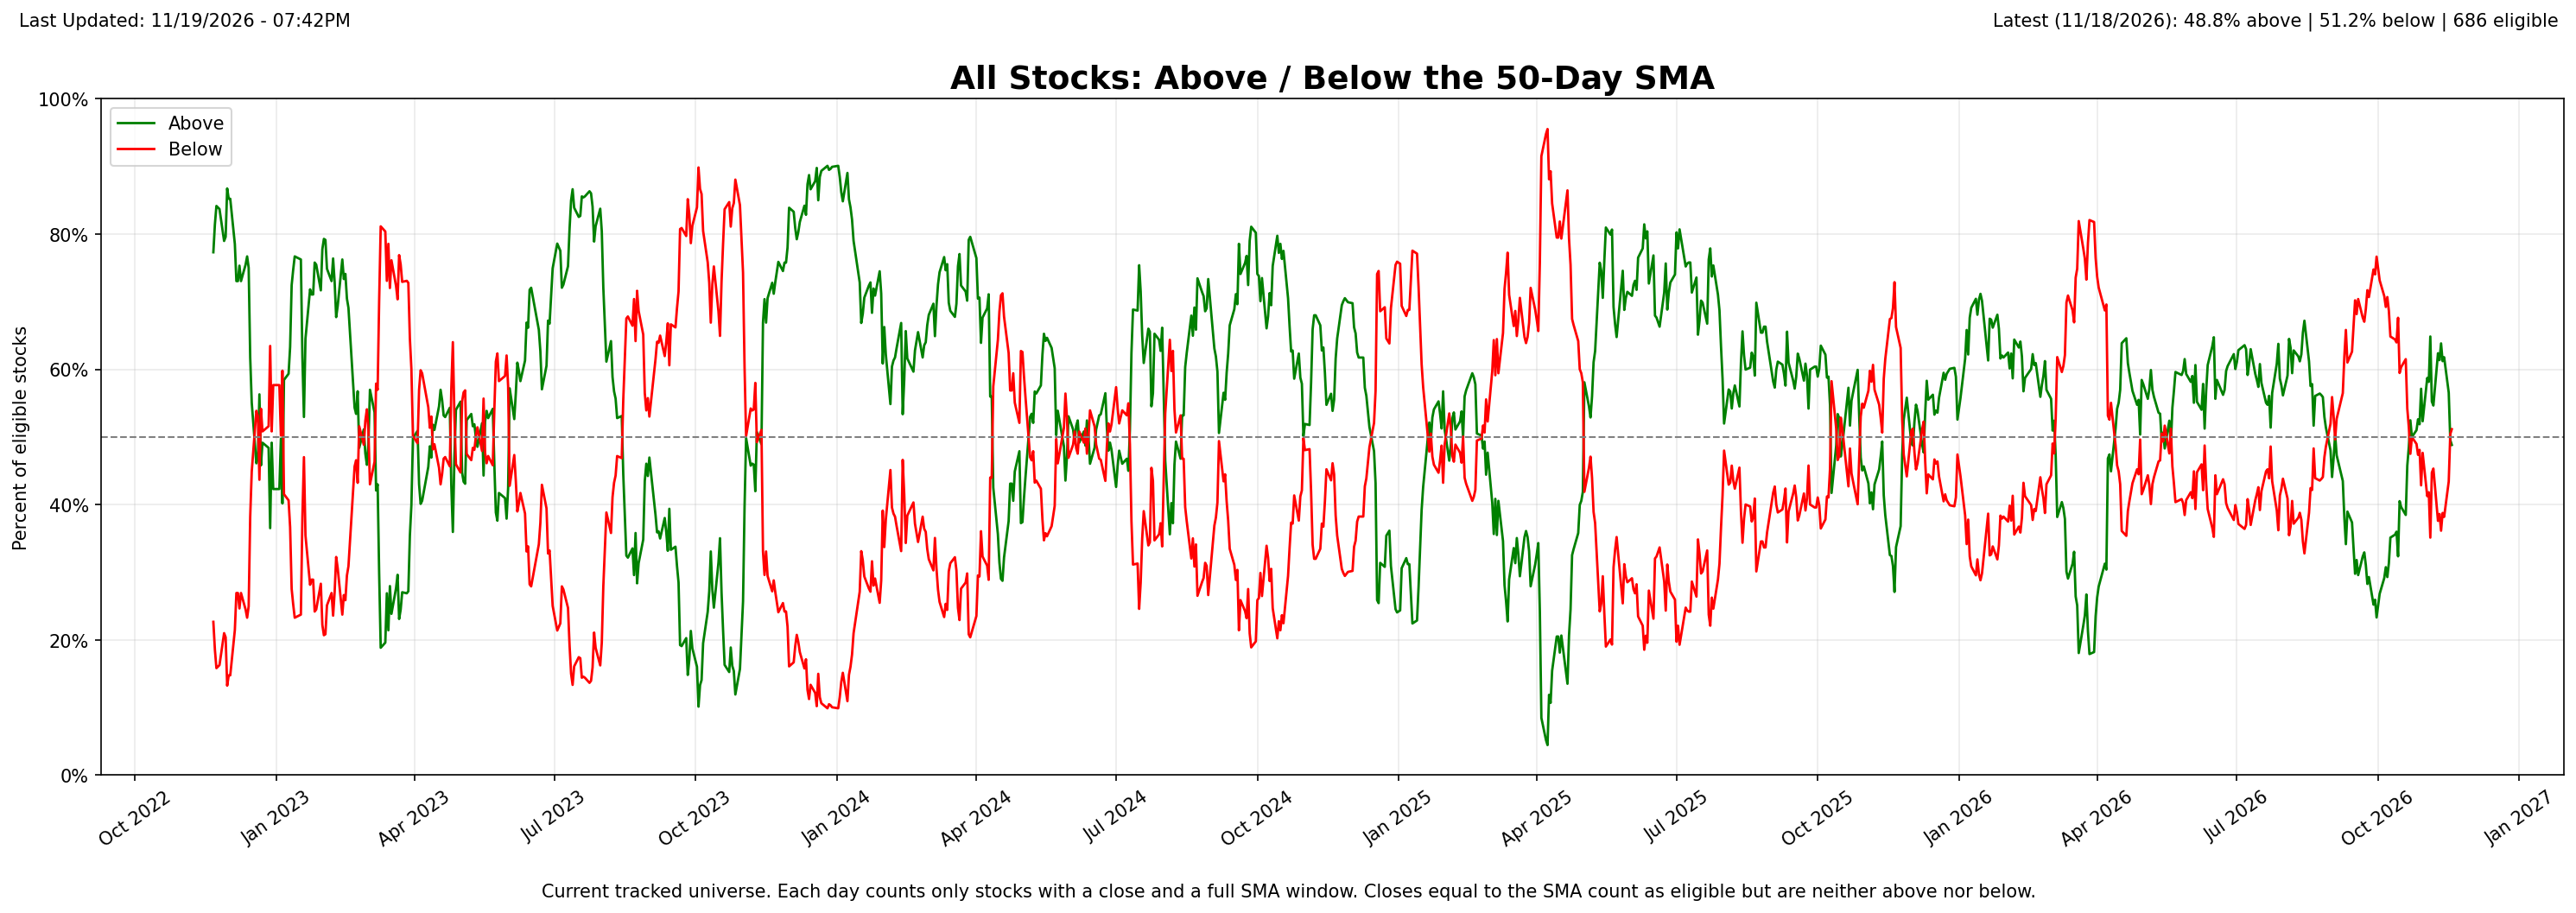 Last Updated: 11/19/2026 - 07:42PM
Latest (11/18/2026): 48.8% above | 51.2% below | 686 eligible
All Stocks: Above / Below the 50-Day SMA
Above
Below
Percent of eligible stocks
100%
80%
60%
40%
20%
0%
Oct 2022
Jan 2023
Apr 2023
Jul 2023
Oct 2023
Jan 2024
Apr 2024
Jul 2024
Oct 2024
Jan 2025
Apr 2025
Jul 2025
Oct 2025
Jan 2026
Apr 2026
Jul 2026
Oct 2026
Jan 2027
Current tracked universe. Each day counts only stocks with a close and a full SMA window. Closes equal to the SMA count as eligible but are neither above nor below.